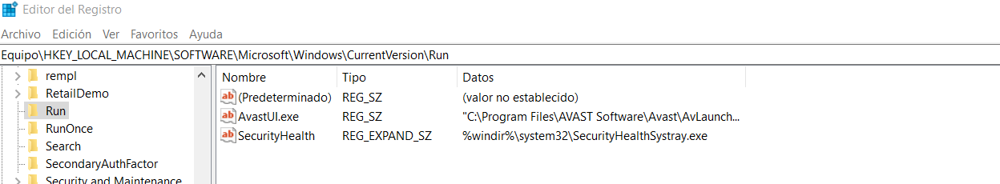 Editor del Registro
Archivo Edición Ver Favoritos Ayuda
Equipo\HKEY_LOCAL_MACHINE\SOFTWARE\Microsoft\Windows\CurrentVersion\Run
rempl
RetailDemo
Run
RunOnce
Search
SecondaryAuthFactor
Security and Maintenance
Nombre Tipo Datos
(Predeterminado) REG_SZ (valor no establecido)
AvastUI.exe REG_SZ "C:\Program Files\AVAST Software\Avast\AvLaunch...
SecurityHealth REG_EXPAND_SZ %windir%\system32\SecurityHealthSystray.exe